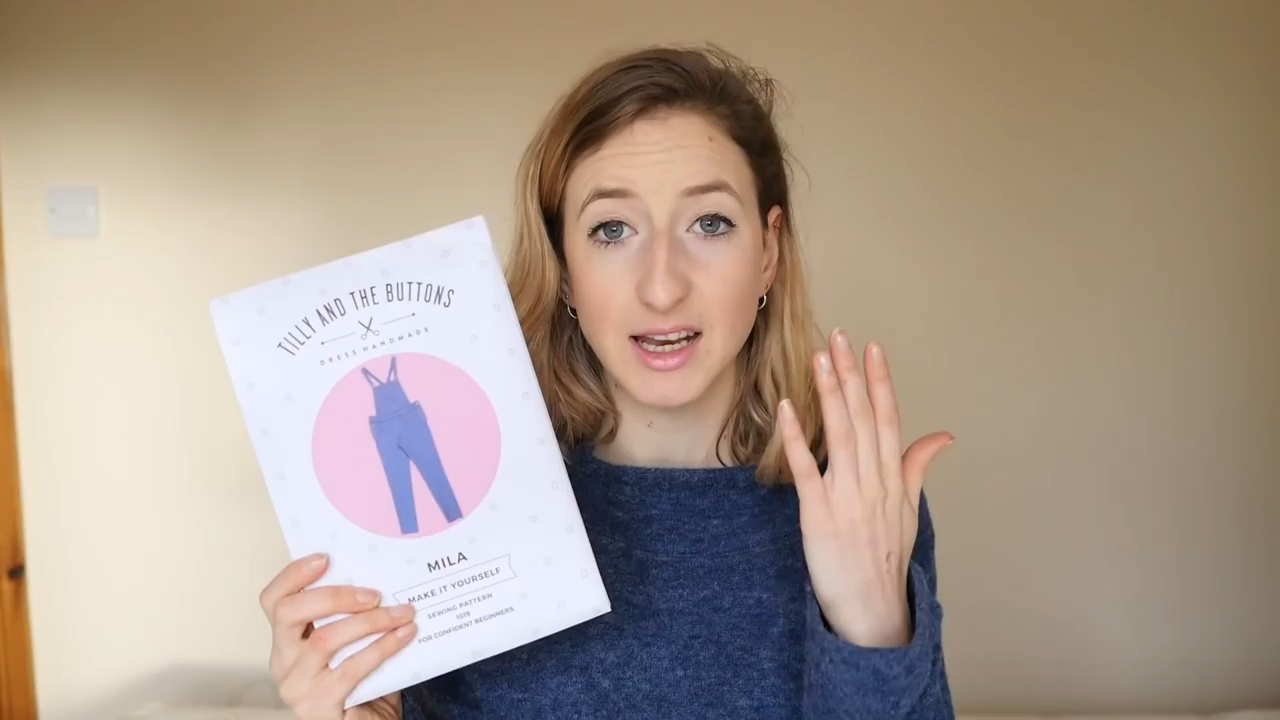 TILLY AND THE BUTTONS
DRESS HANDMADE
MILA
MAKE IT YOURSELF
SEWING PATTERN
1019
FOR CONFIDENT BEGINNERS